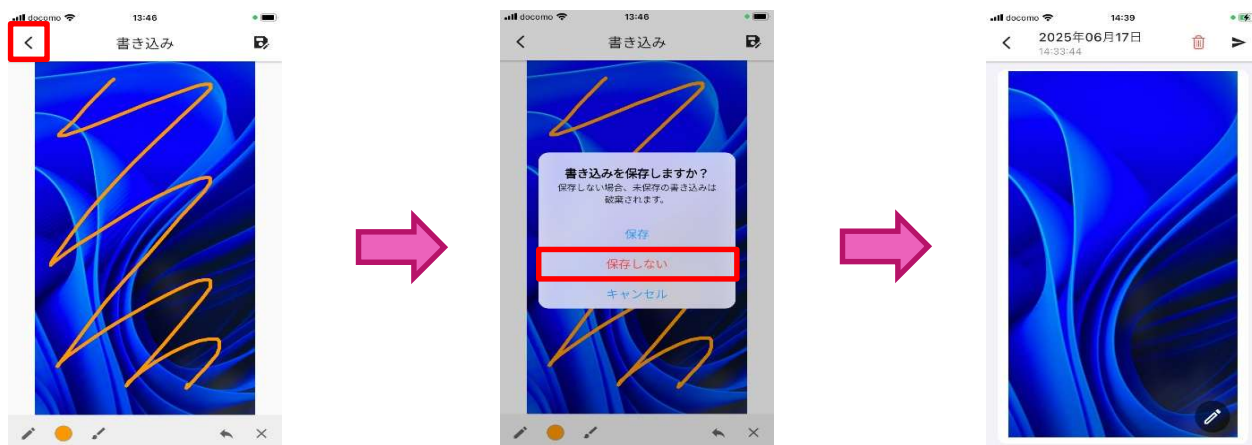 docomo 13:46
書き込み
docomo 13:46
書き込み
書き込みを保存しますか？
保存しない場合、未保存の書き込みは
破棄されます。
保存
保存しない
キャンセル
docomo 14:39
2025年06月17日
14:33:44